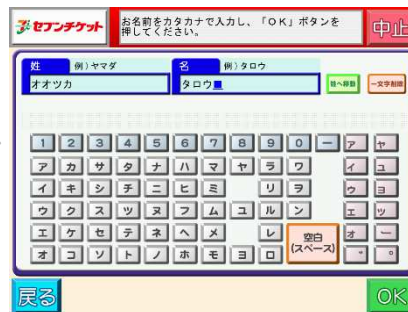 セブンチケット
お名前をカタカナで入力し、「OK」ボタンを
押してください。
中止
姓 例)ヤマダ 名 例)タロウ
オオツカ タロウ
姓へ移動 一文字削除
1 2 3 4 5 6 7 8 9 0 ー ァ ャ
ア カ サ タ ナ ハ マ ヤ ラ ワ ィ ュ
イ キ シ チ ニ ヒ ミ リ ヲ ゥ ョ
ウ ク ス ツ ヌ フ ム ユ ル ン ェ ッ
エ ケ セ テ ネ ヘ メ レ 空白 ォ ー
オ コ ソ ト ノ ホ モ ヨ ロ (スペース) ゛ ゜
戻る OK